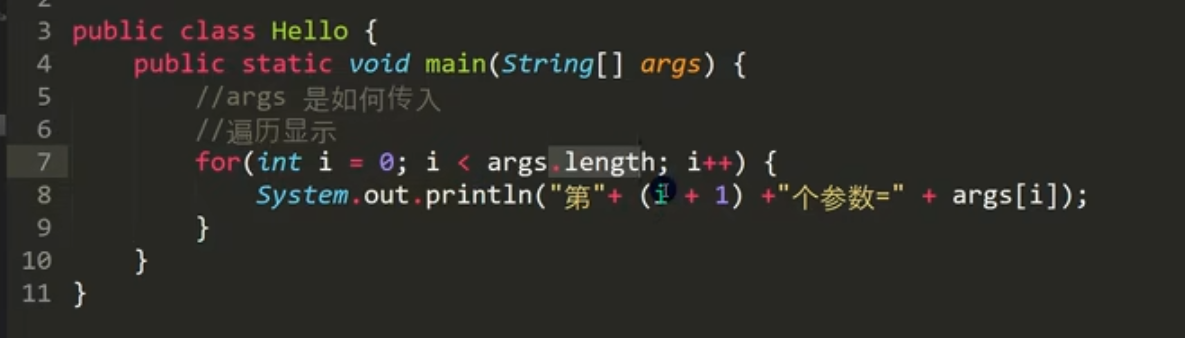 3 public class Hello {
4 public static void main(String[] args) {
5 //args 是如何传入
6 //遍历显示
7 for(int i = 0; i < args.length; i++) {
8 System.out.println("第"+ (i + 1) +"个参数=" + args[i]);
9 }
10 }
11 }